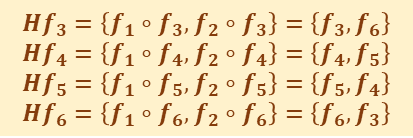 Hf₃ = {f₁ ∘ f₃, f₂ ∘ f₃} = {f₃, f₆}
Hf₄ = {f₁ ∘ f₄, f₂ ∘ f₄} = {f₄, f₅}
Hf₅ = {f₁ ∘ f₅, f₂ ∘ f₅} = {f₅, f₄}
Hf₆ = {f₁ ∘ f₆, f₂ ∘ f₆} = {f₆, f₃}